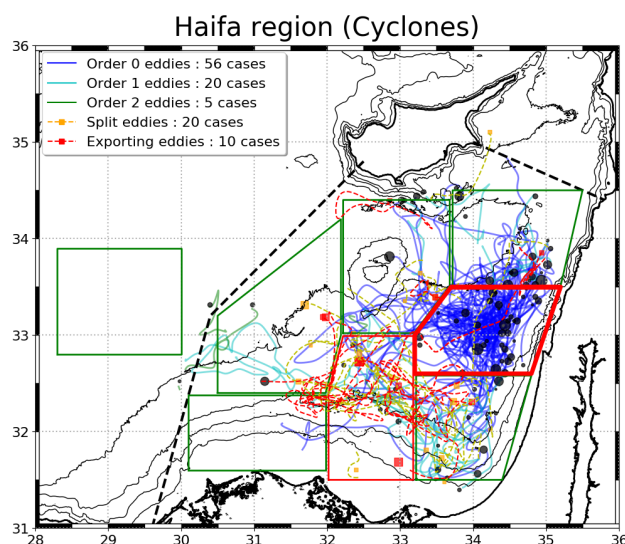 Haifa region (Cyclones)
Order 0 eddies : 56 cases
Order 1 eddies : 20 cases
Order 2 eddies : 5 cases
Split eddies : 20 cases
Exporting eddies : 10 cases
36
35
34
33
32
31
28 29 30 31 32 33 34 35 36